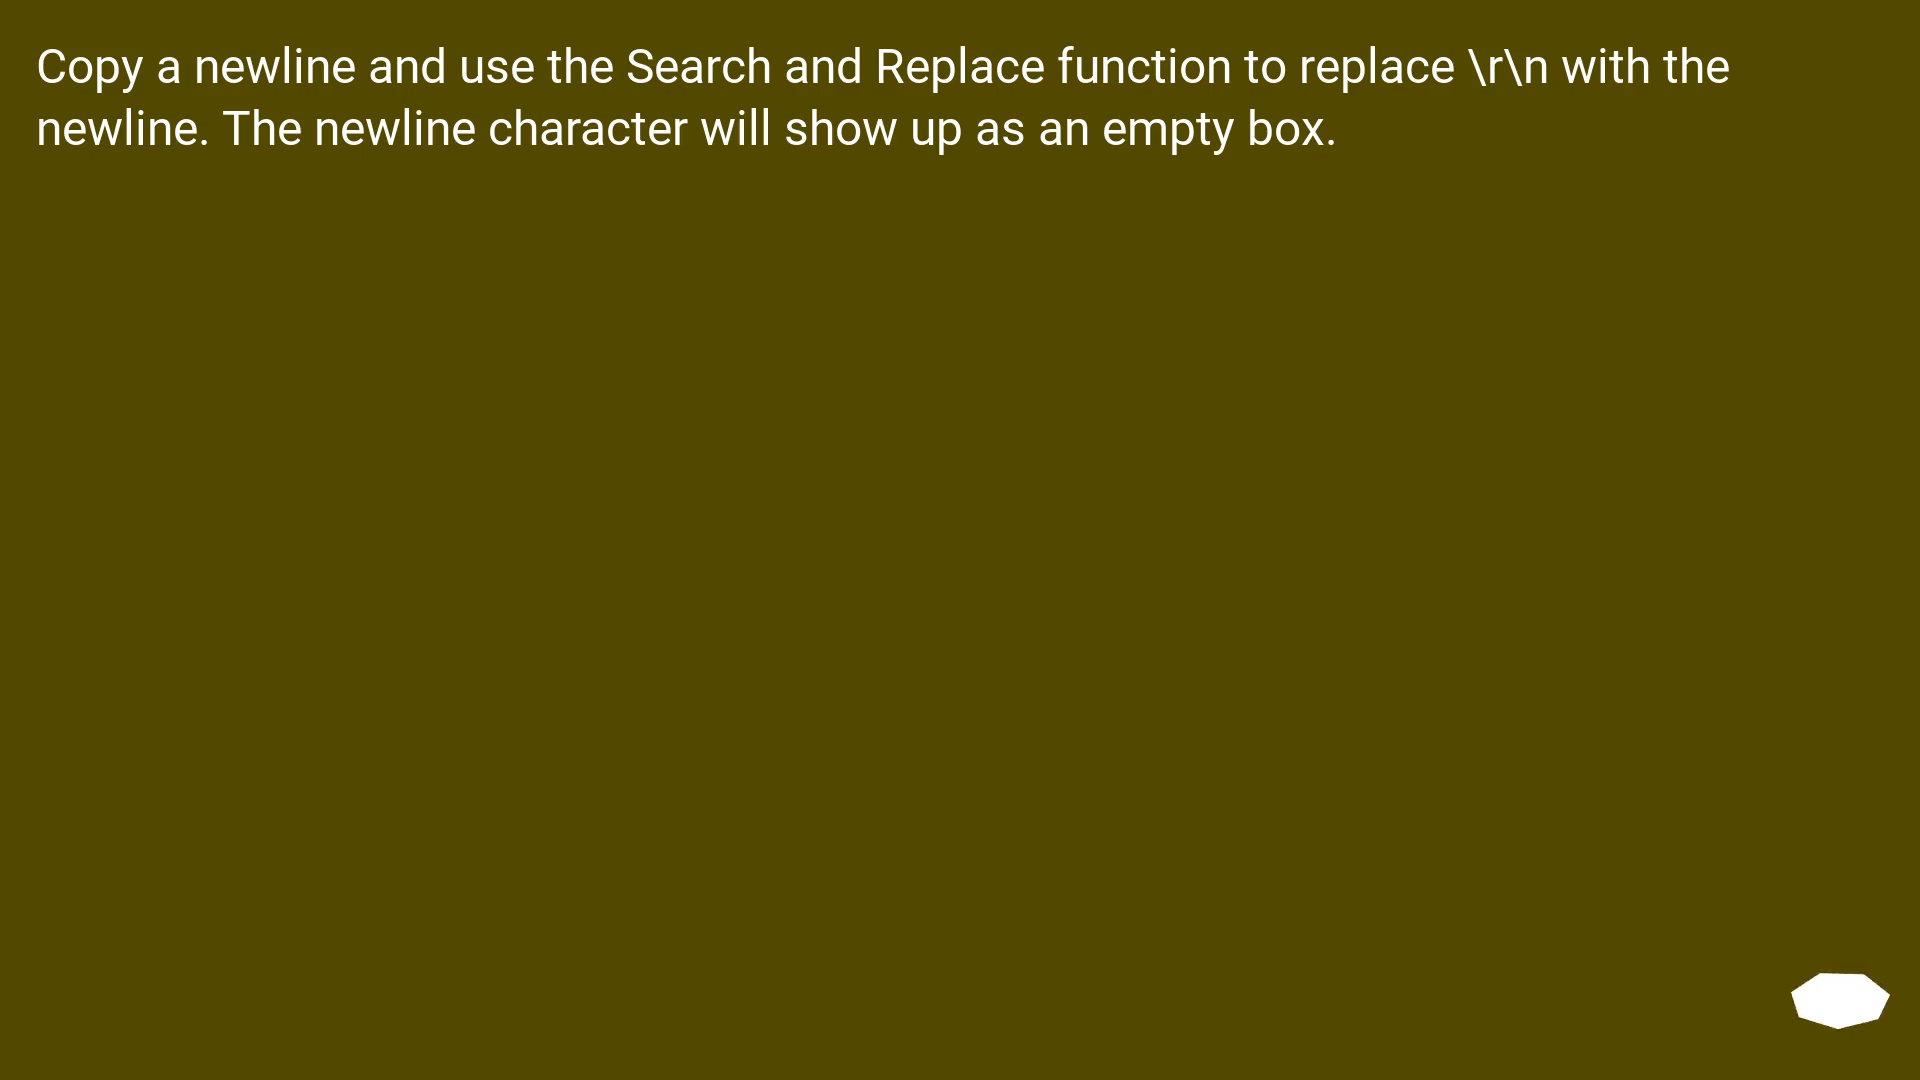 Copy a newline and use the Search and Replace function to replace \r\n with the
newline. The newline character will show up as an empty box.